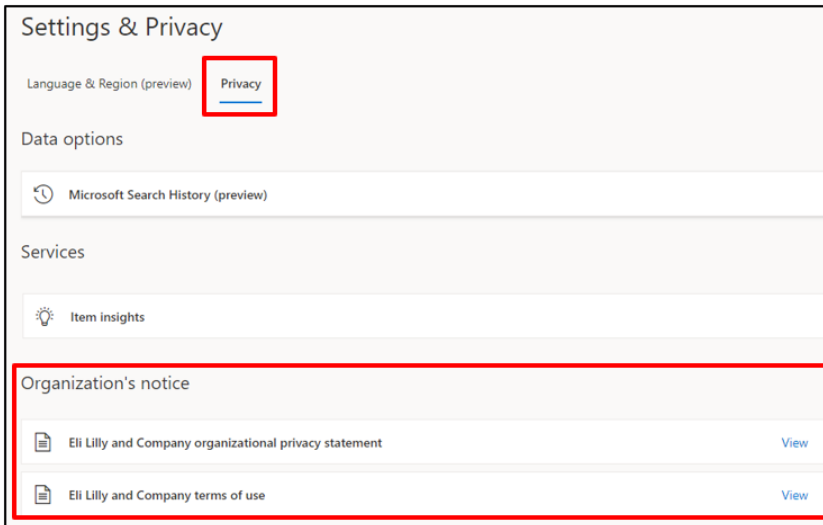 Settings & Privacy
Language & Region (preview) Privacy
Data options
Microsoft Search History (preview)
Services
Item insights
Organization's notice
Eli Lilly and Company organizational privacy statement View
Eli Lilly and Company terms of use View